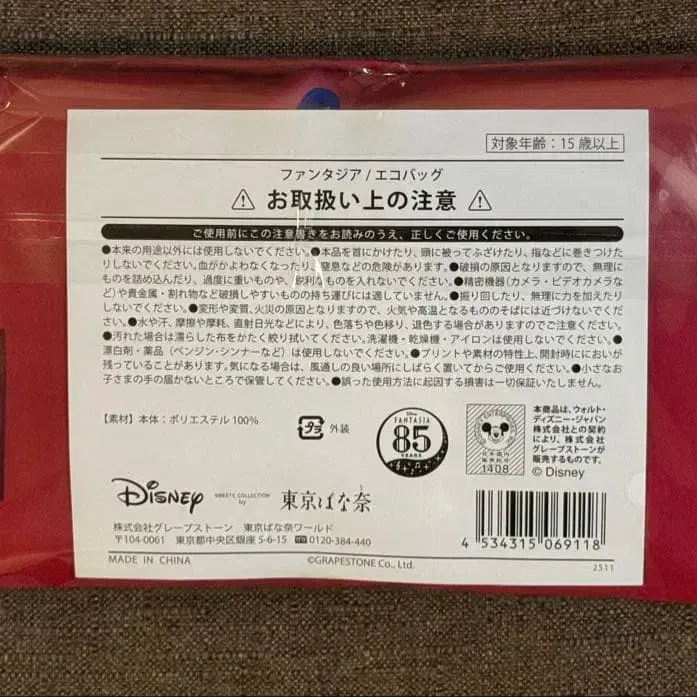 対象年齢：15歳以上
ファンタジア/エコバッグ
お取扱い上の注意
ご使用前にこの注意書きをお読みのうえ、正しくご使用ください。
●本来の用途以外には使用しないでください。●本品を首にかけたり、頭に被ってふざけたり、指などに巻きつけた
りしないでください。血がかよわなくなったり、窒息などの危険があります。●破損の原因となりますので、無理に
ものを詰め込んだり、過度に重いものや、鋭利なものを入れないでください。●精密機器(カメラ・ビデオカメラな
ど)や貴金属・割れ物など破損しやすいものの持ち運びには適していません。●振り回したり、無理に力を加えたり
しないでください。●変形や変質、火災の原因となりますので、火気や高温となるもののそばには近づけないでくだ
さい。●水や汗、摩擦や摩耗、直射日光などにより、色落ちや色移り、退色する場合がありますのでご注意ください。
●汚れた場合は濡らした布をかたく絞り拭いてください。洗濯機・乾燥機・アイロンは使用しないでください。●
漂白剤・薬品（ベンジン・シンナーなど）は使用しないでください。●プリントや素材の特性上、開封時ににおいが
残っていることがあります。気になる場合は、風通しの良い場所にしばらく置いてからご使用ください。●小さなお
子さまの手の届かないところで保管してください。●誤った使用方法に起因する損害は一切保証いたしません。
【素材】本体：ポリエステル100%
プラ 外装
Disney
FANTASIA
85
YEARS
1408
本商品は、ウォルト・
ディズニー・ジャパン
株式会社との契約
により、株式会社
グレープストーンが
販売するものです。
© Disney
Disney SWEETS COLLECTION by 東京ばな奈
株式会社グレープストーン 東京ばな奈ワールド
〒104-0061 東京都中央区銀座5-6-15 0120-384-440
4 534315 069118
MADE IN CHINA ©GRAPESTONE Co., Ltd. 2511